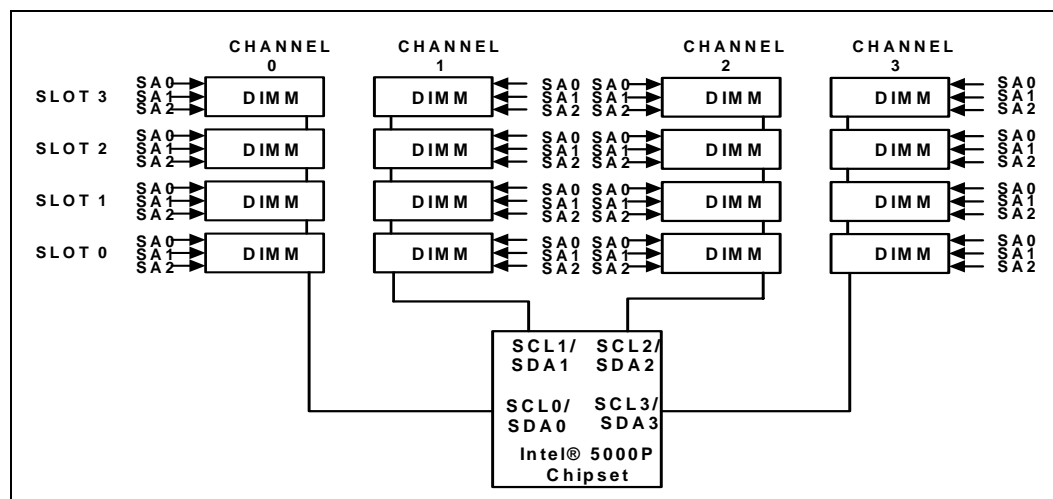 CHANNEL CHANNEL CHANNEL CHANNEL
0 1 2 3
SA0 SA0 SA0 SA0
SLOT 3 SA1 DIMM DIMM SA1 SA1 DIMM DIMM SA1
SA2 SA2 SA2 SA2
SA0 SA0 SA0 SA0
SLOT 2 SA1 DIMM DIMM SA1 SA1 DIMM DIMM SA1
SA2 SA2 SA2 SA2
SA0 SA0 SA0 SA0
SLOT 1 SA1 DIMM DIMM SA1 SA1 DIMM DIMM SA1
SA2 SA2 SA2 SA2
SA0 SA0 SA0 SA0
SLOT 0 SA1 DIMM DIMM SA1 SA1 DIMM DIMM SA1
SA2 SA2 SA2 SA2
SCL1/ SCL2/
SDA1 SDA2
SCL0/ SCL3/
SDA0 SDA3
Intel® 5000P
Chipset